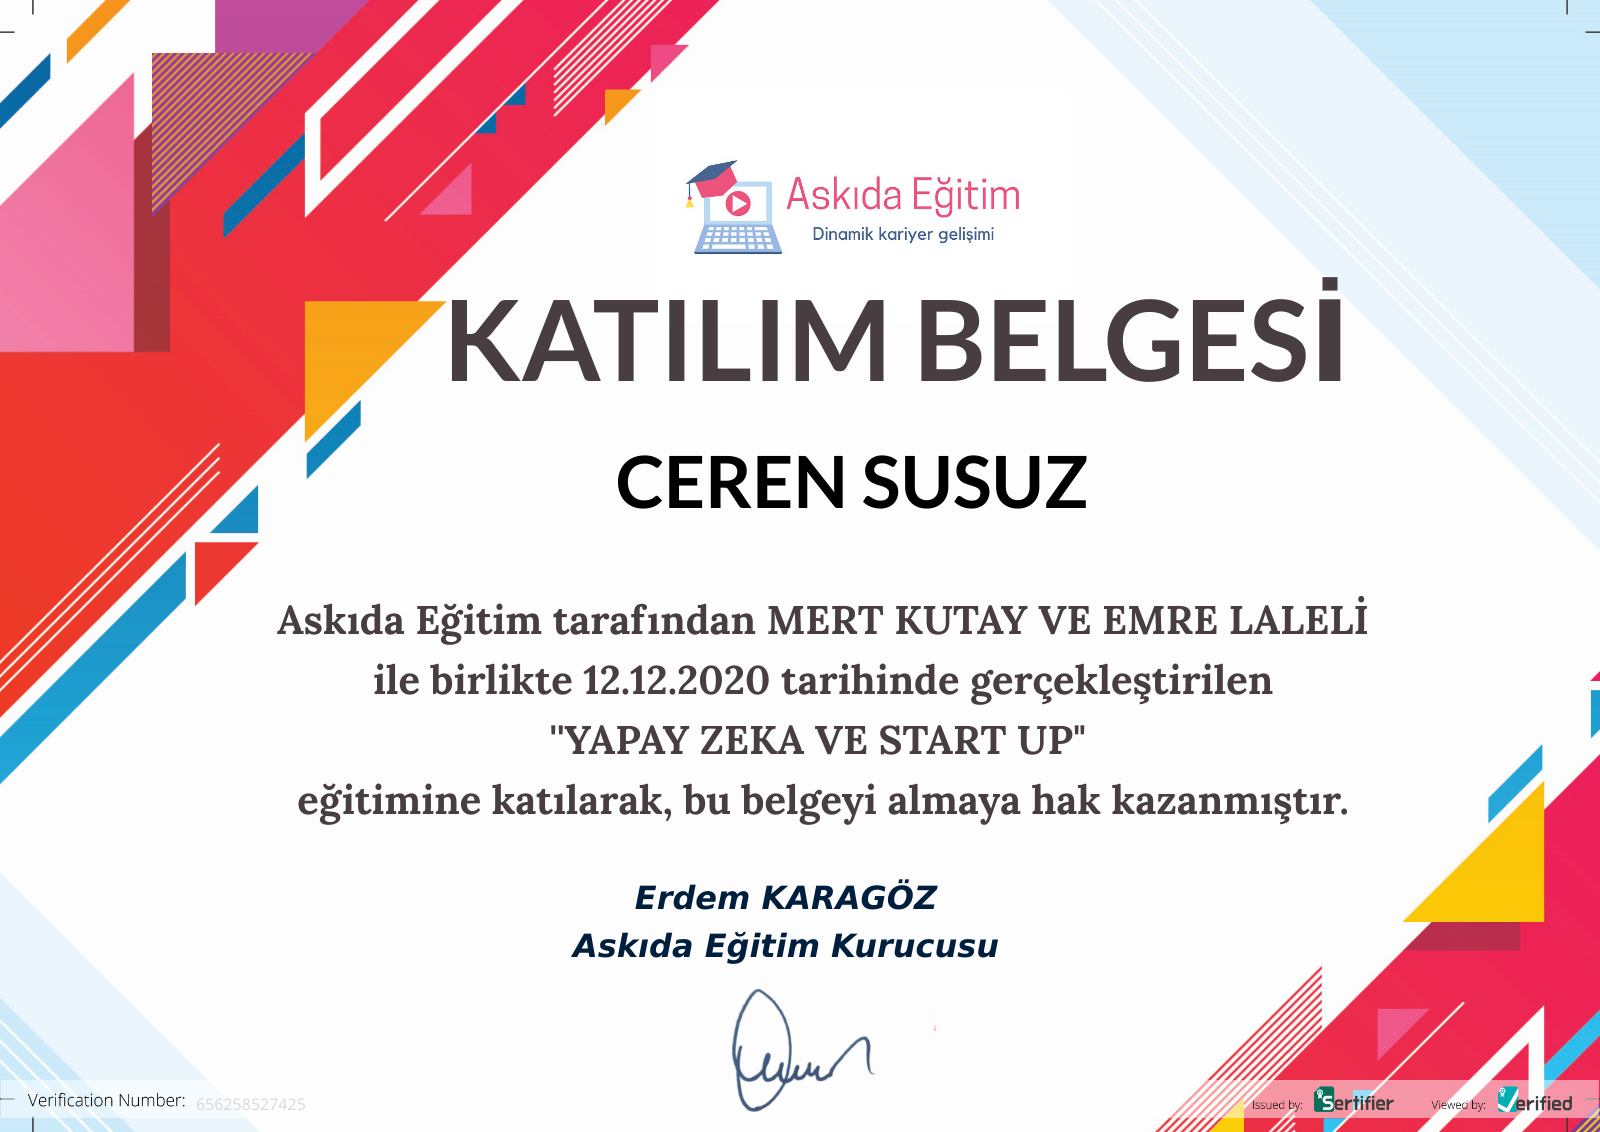 Askıda Eğitim
Dinamik kariyer gelişimi
KATILIM BELGESİ
CEREN SUSUZ
Askıda Eğitim tarafından MERT KUTAY VE EMRE LALELİ
ile birlikte 12.12.2020 tarihinde gerçekleştirilen
"YAPAY ZEKA VE START UP"
eğitimine katılarak, bu belgeyi almaya hak kazanmıştır.
Erdem KARAGÖZ
Askıda Eğitim Kurucusu
Verification Number: 656258527425
Issued by: Sertifier Viewed by: Verified